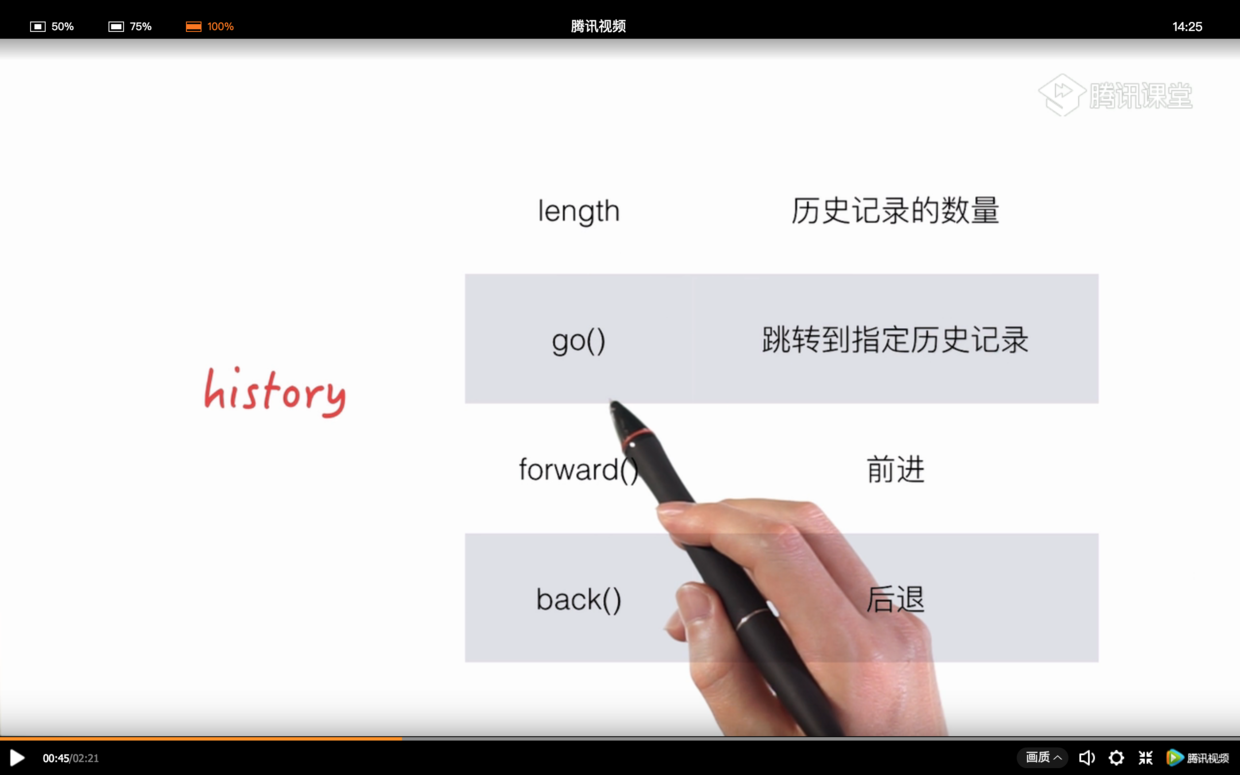 50% 75% 100% 腾讯视频 14:25
腾讯课堂
length 历史记录的数量
go() 跳转到指定历史记录
history
forward() 前进
back() 后退
00:45/02:21 画质 腾讯视频